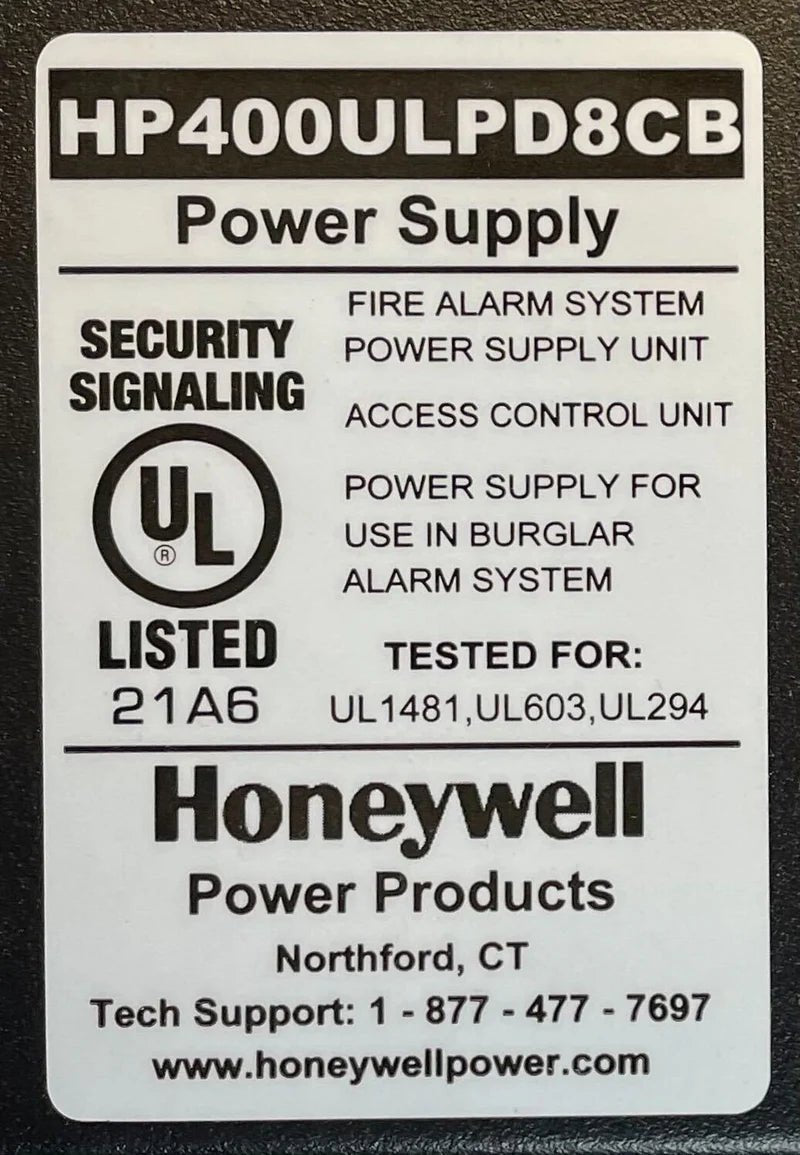 HP400ULPD8CB
Power Supply
SECURITY
SIGNALING
UL
®
LISTED
21A6
FIRE ALARM SYSTEM
POWER SUPPLY UNIT
ACCESS CONTROL UNIT
POWER SUPPLY FOR
USE IN BURGLAR
ALARM SYSTEM
TESTED FOR:
UL1481,UL603,UL294
Honeywell
Power Products
Northford, CT
Tech Support: 1 - 877 - 477 - 7697
www.honeywellpower.com